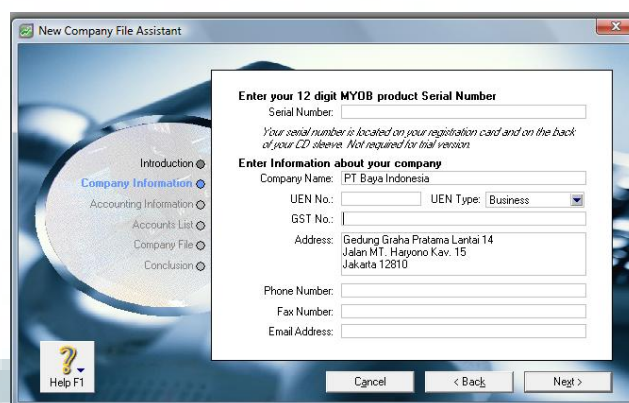 New Company File Assistant
Enter your 12 digit MYOB product Serial Number
Serial Number:
Your serial number is located on your registration card and on the back
of your CD sleeve. Not required for trial version.
Introduction
Company Information
Accounting Information
Accounts List
Company File
Conclusion
Enter Information about your company
Company Name: PT Baya Indonesia
UEN No.: UEN Type: Business
GST No.:
Address: Gedung Graha Pratama Lantai 14
Jalan MT. Haryono Kav. 15
Jakarta 12810
Phone Number:
Fax Number:
Email Address:
Help F1
Cancel
< Back
Next >